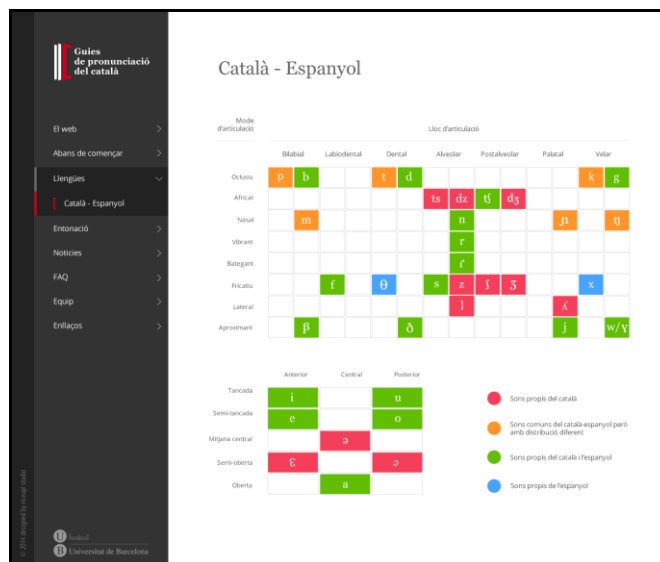 Guies
de pronunciació
del català
El web
Abans de començar
Llengües
Català - Espanyol
Entonació
Noticies
FAQ
Equip
Enllaços
Universitat de Barcelona
Català - Espanyol
Mode
d'articulació
Lloc d'articulació
Bilabial Labiodental Dental Alveolar Postalveolar Palatal Velar
Oclusiu p b t d k g
Africat ts dz tʃ dʒ
Nasal m n ɲ ŋ
Vibrant r
Bategant ɾ
Fricatiu f θ s z ʃ ʒ x
Lateral l ʎ
Aproximant β ð j w/ɣ
Anterior Central Posterior
Tancada i u
Semi-tancada e o
Mitjana central ə
Semi-oberta ɛ ɔ
Oberta a
Sons propis del català
Sons comuns del català-espanyol però
amb distribució diferent
Sons propis del català i l'espanyol
Sons propis de l'espanyol